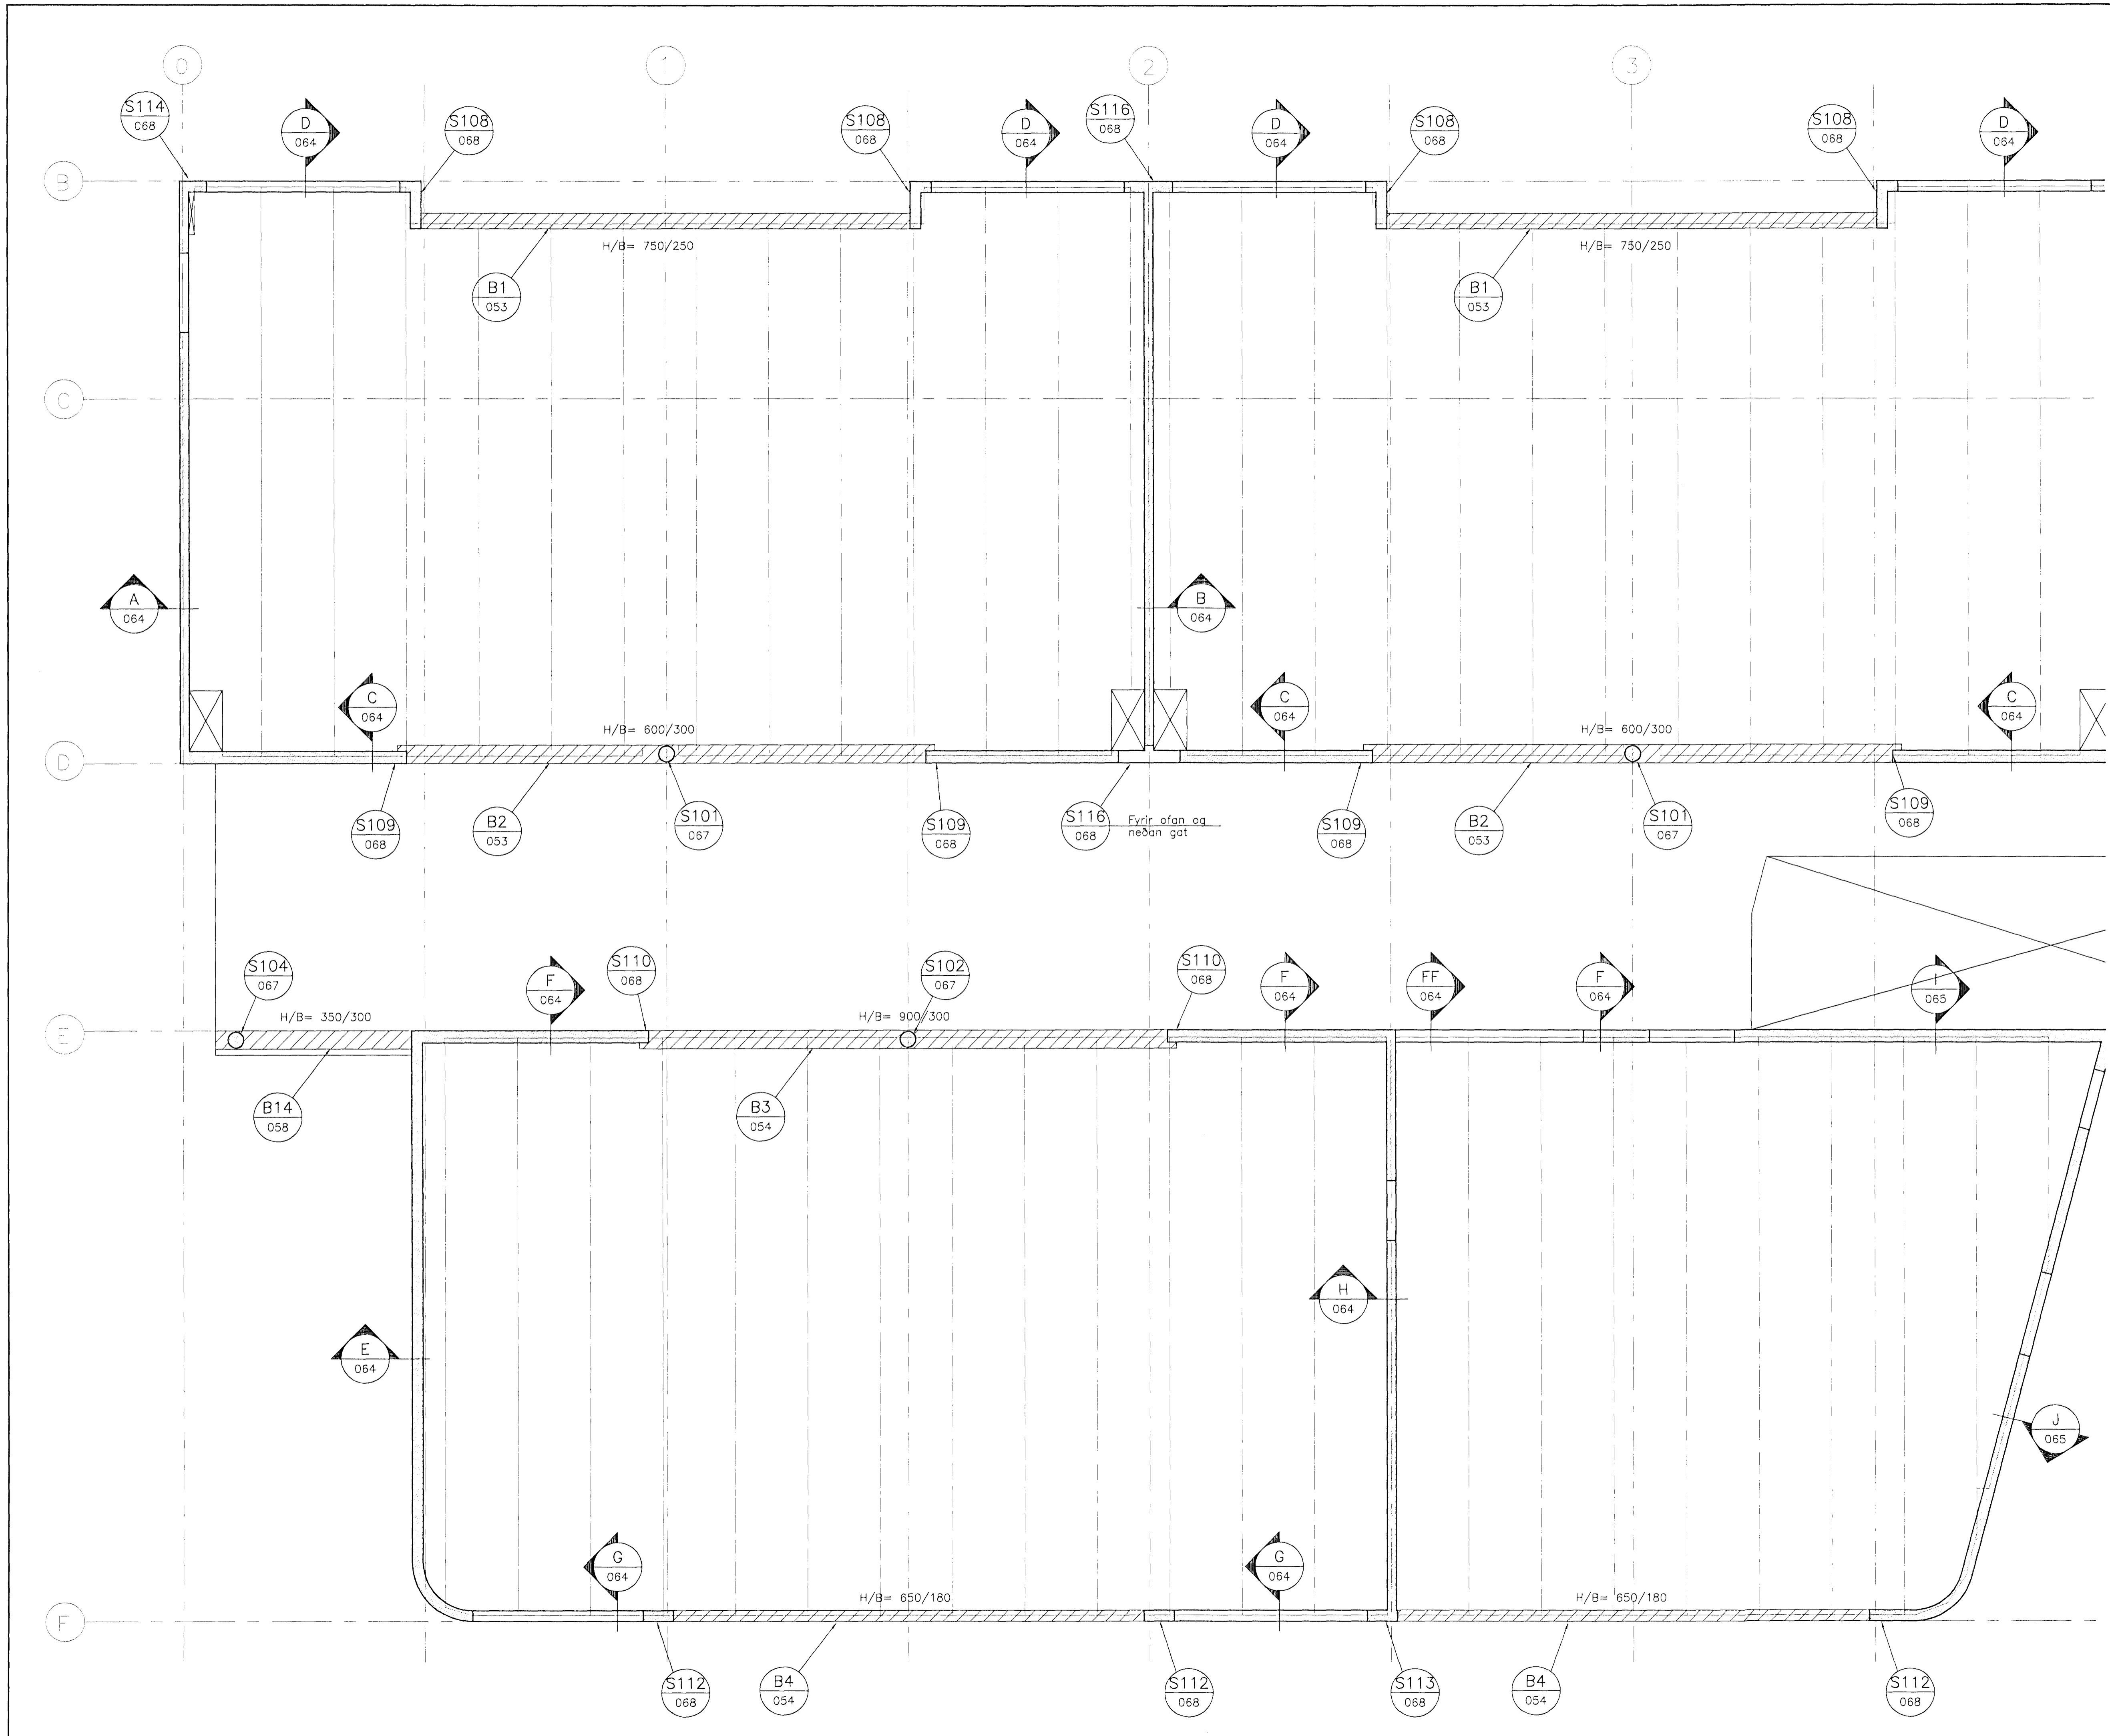 0
1
2
3
S114
068
D
064
S108
068
S108
068
D
064
S116
068
D
064
S108
068
S108
068
D
064
B
H/B= 750/250
H/B= 750/250
B1
053
B1
053
C
A
064
B
064
C
064
C
064
C
064
H/B= 600/300
H/B= 600/300
D
S109
068
B2
053
S101
067
S109
068
S116
068
Fyrir ofan og
neðan gat
S109
068
B2
053
S101
067
S109
068
S104
067
F
064
S110
068
S102
067
S110
068
F
064
FF
064
F
064
I
065
H/B= 350/300
H/B= 900/300
E
B14
058
B3
054
H
064
E
064
J
065
G
064
G
064
H/B= 650/180
H/B= 650/180
F
S112
068
B4
054
S112
068
S113
068
B4
054
S112
068